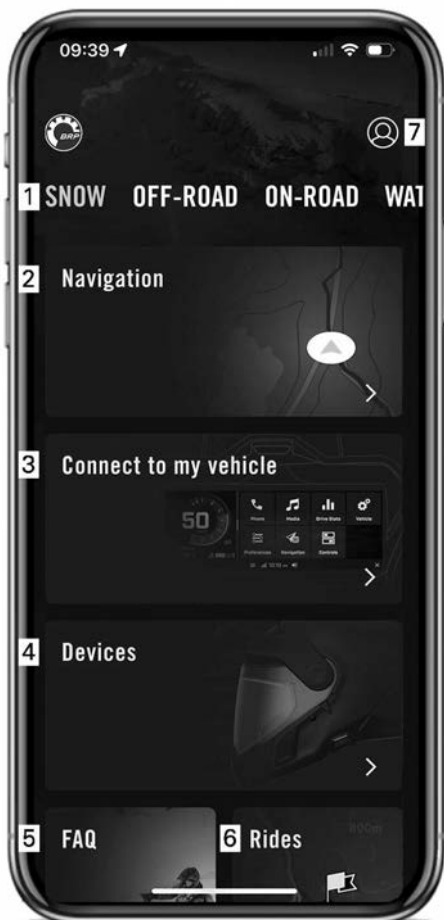 09:39
BRP
7
1 SNOW OFF-ROAD ON-ROAD WAT
2 Navigation
3 Connect to my vehicle
50
Phone Media Drive Stats Vehicle
Preferences Navigation Controls
4 Devices
5 FAQ
6 Rides